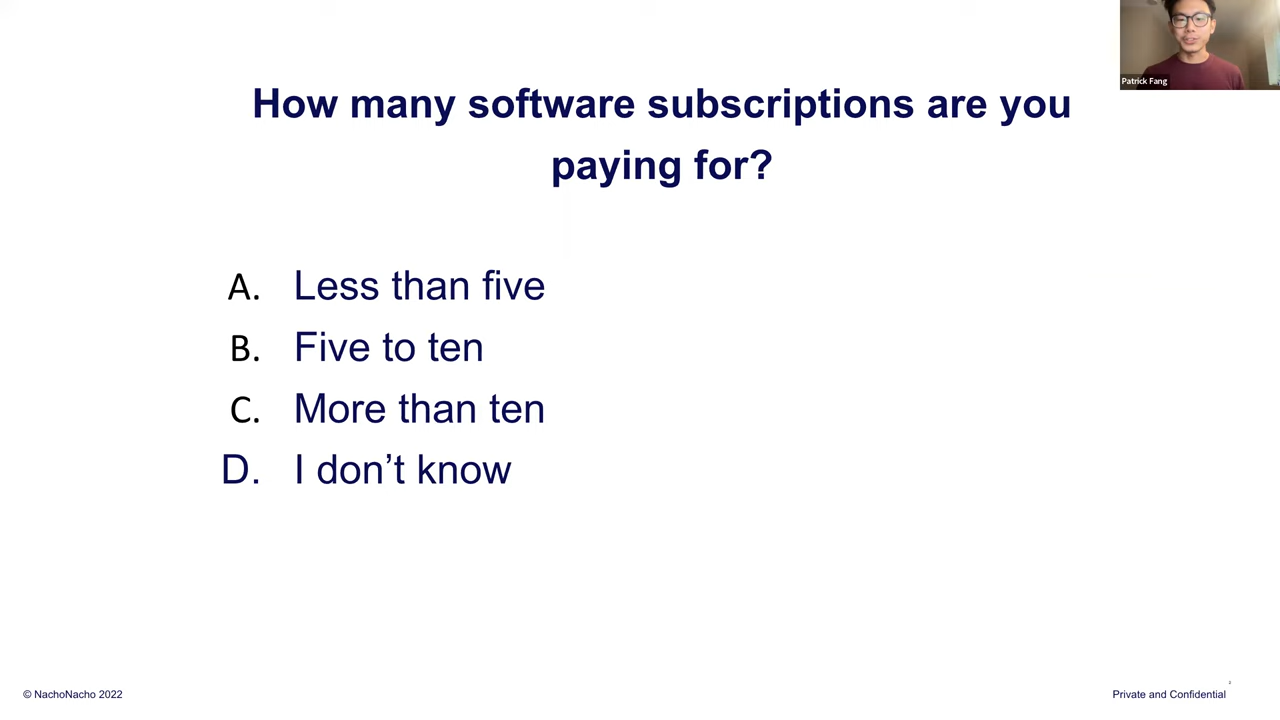 Patrick Fang
How many software subscriptions are you
paying for?
A. Less than five
B. Five to ten
C. More than ten
D. I don’t know
© NachoNacho 2022
Private and Confidential